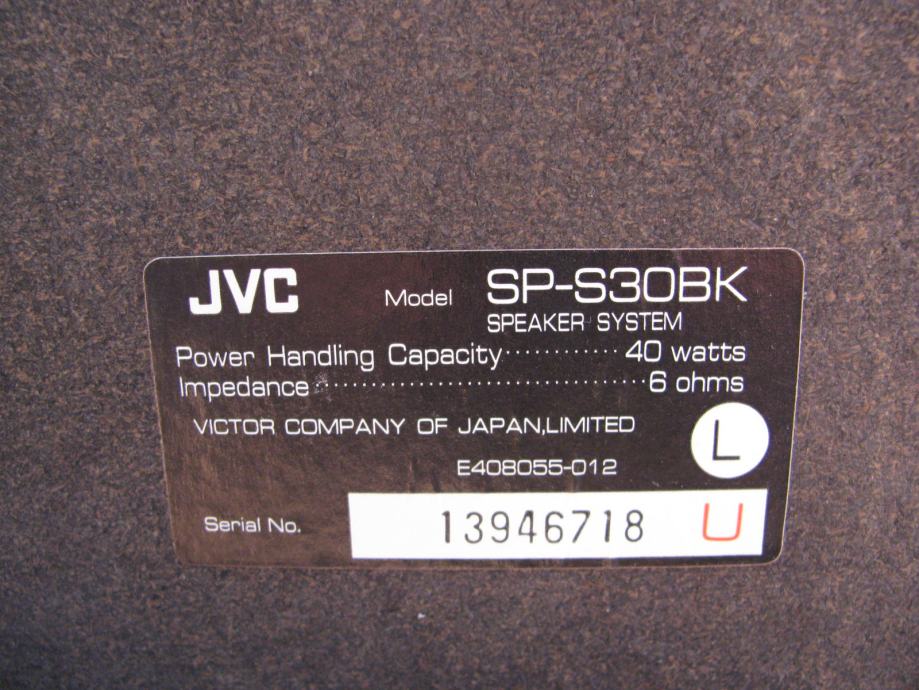 JVC Model SP-S30BK
SPEAKER SYSTEM
Power Handling Capacity············40 watts
Impedance·································6 ohms
VICTOR COMPANY OF JAPAN,LIMITED
L
E408055-012
Serial No. 13946718 U